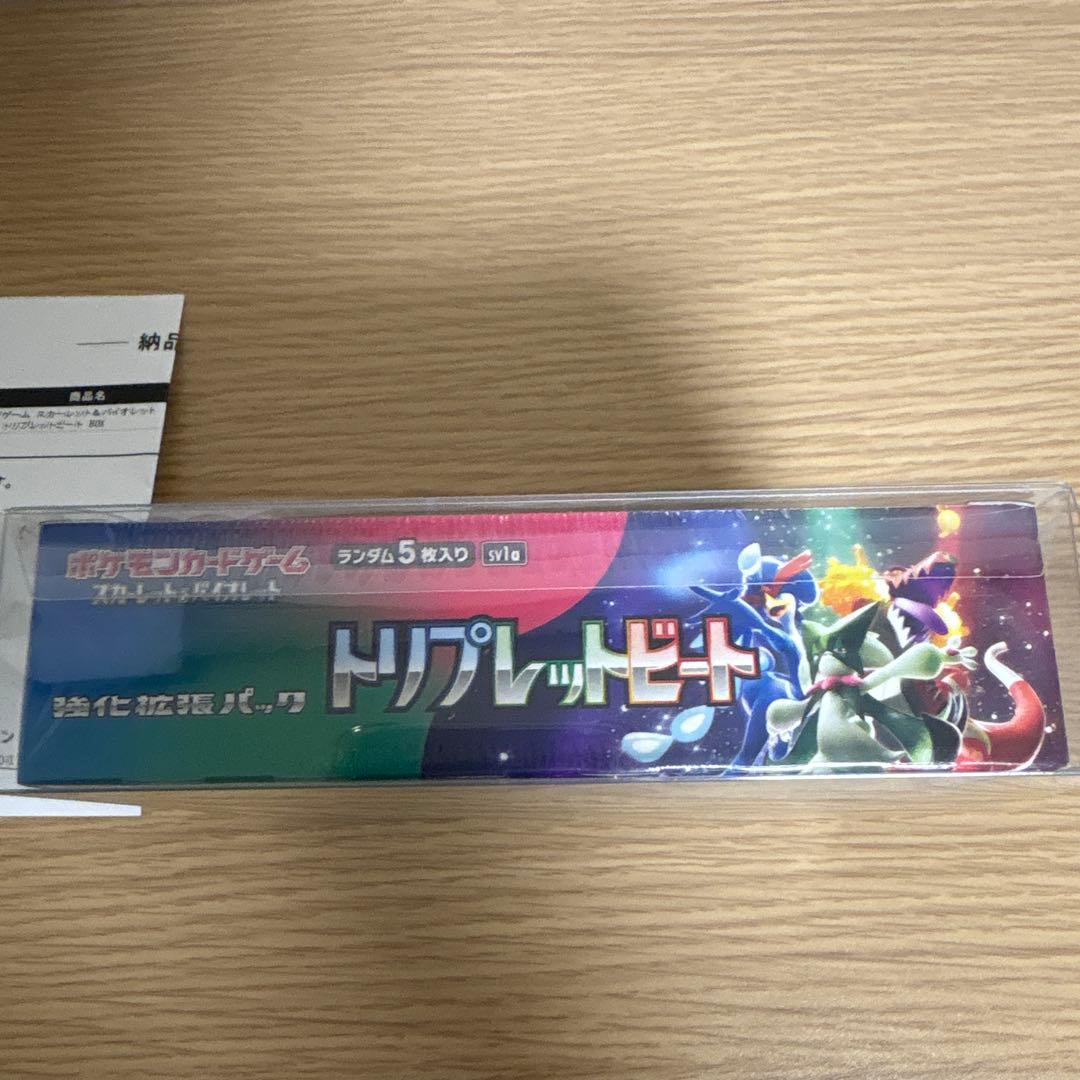 納品
商品名
ゲーム スカーレット&バイオレット
トリプレットビート BOX
す。
ポケモンカードゲーム
スカーレット&バイオレット
ランダム5枚入り
sv1a
トリプレットビート
強化拡張パック
ン